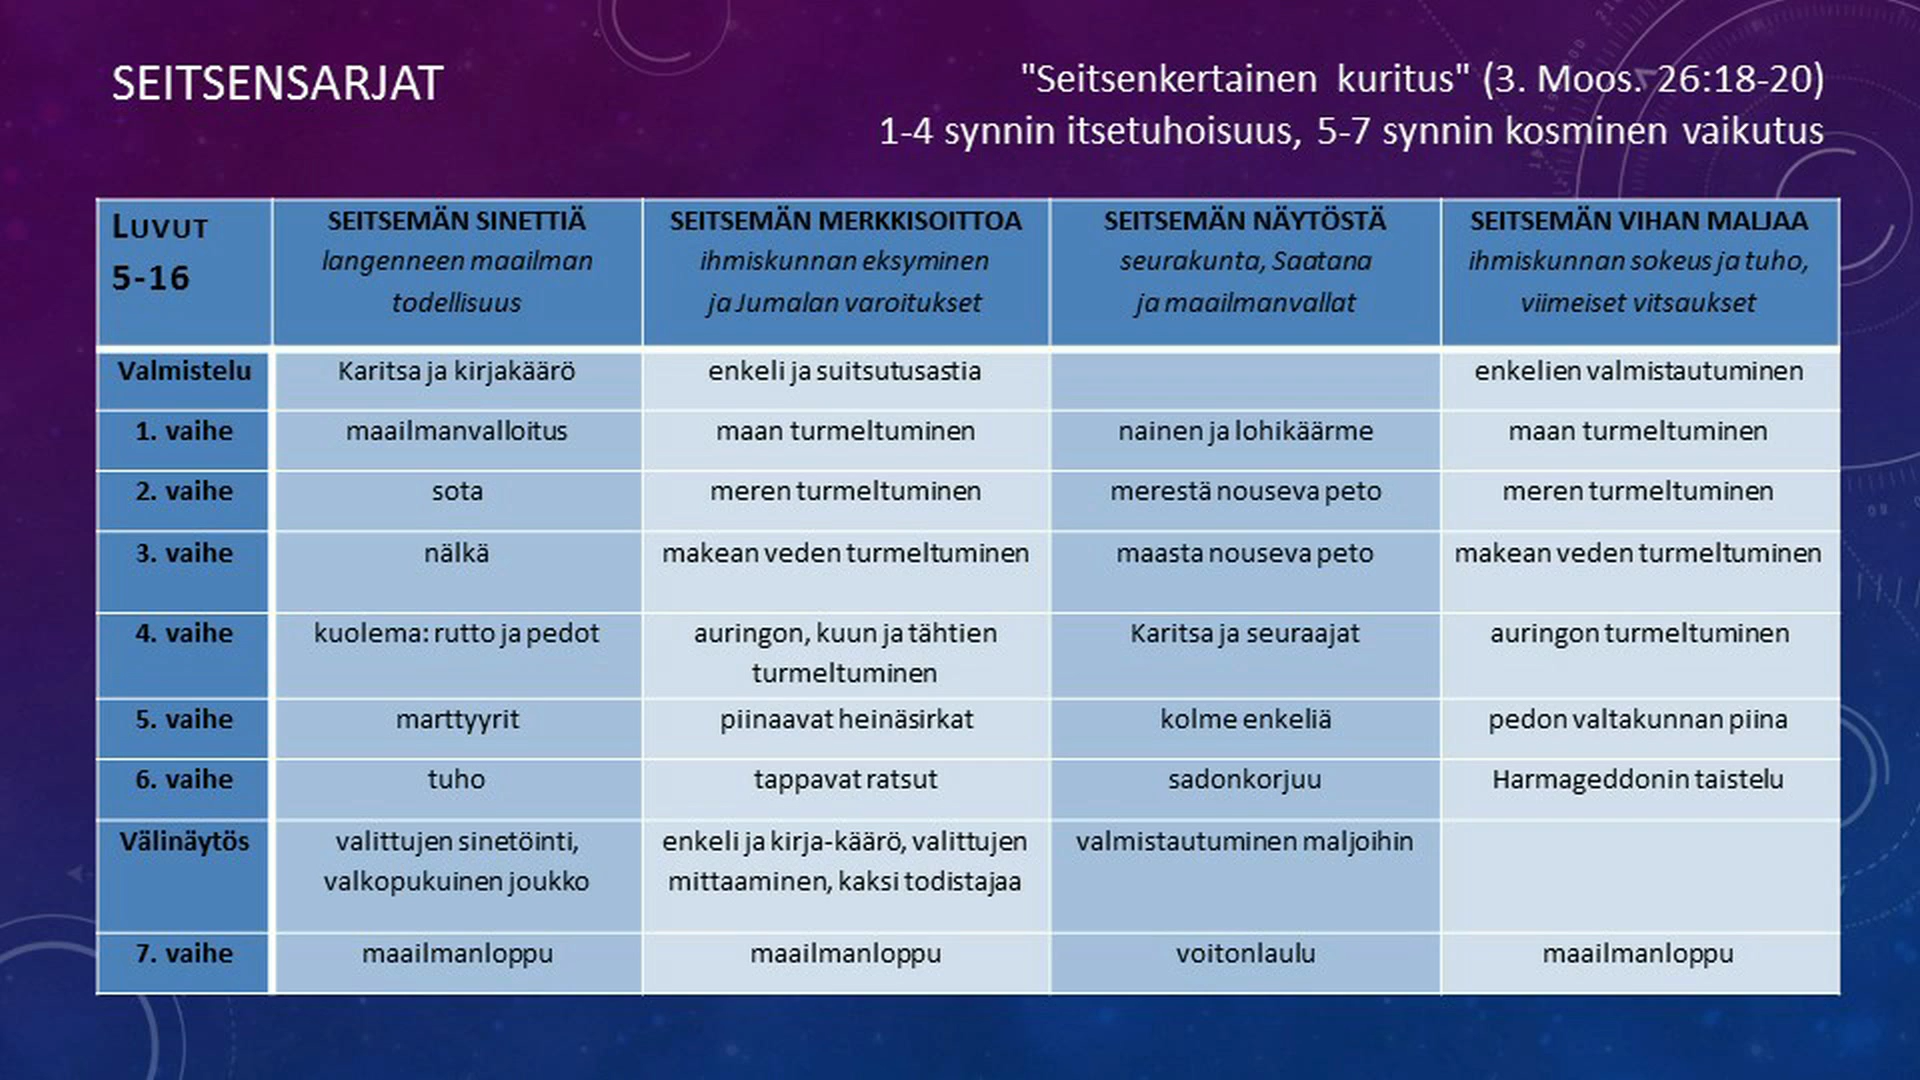 SEITSENSARJAT
"Seitsenkertainen kuritus" (3. Moos. 26:18-20)
1-4 synnin itsetuhoisuus, 5-7 synnin kosminen vaikutus
LUVUT
5-16
SEITSEMÄN SINETTIÄ
langenneen maailman
todellisuus
SEITSEMÄN MERKKISOITTOA
ihmiskunnan eksyminen
ja Jumalan varoitukset
SEITSEMÄN NÄYTÖSTÄ
seurakunta, Saatana
ja maailmanvallat
SEITSEMÄN VIHAN MALJAA
ihmiskunnan sokeus ja tuho,
viimeiset vitsaukset
Valmistelu
Karitsa ja kirjakäärö
enkeli ja suitsutusastia
enkelien valmistautuminen
1. vaihe
maailmanvalloitus
maan turmeltuminen
nainen ja lohikäärme
maan turmeltuminen
2. vaihe
sota
meren turmeltuminen
merestä nouseva peto
meren turmeltuminen
3. vaihe
nälkä
makean veden turmeltuminen
maasta nouseva peto
makean veden turmeltuminen
4. vaihe
kuolema: rutto ja pedot
auringon, kuun ja tähtien
turmeltuminen
Karitsa ja seuraajat
auringon turmeltuminen
5. vaihe
marttyyrit
piinaavat heinäsirkat
kolme enkeliä
pedon valtakunnan piina
6. vaihe
tuho
tappavat ratsut
sadonkorjuu
Harmageddonin taistelu
Välinäytös
valittujen sinetöinti,
valkopukuinen joukko
enkeli ja kirja-käärö, valittujen
mittaaminen, kaksi todistajaa
valmistautuminen maljoihin
7. vaihe
maailmanloppu
maailmanloppu
voitonlaulu
maailmanloppu